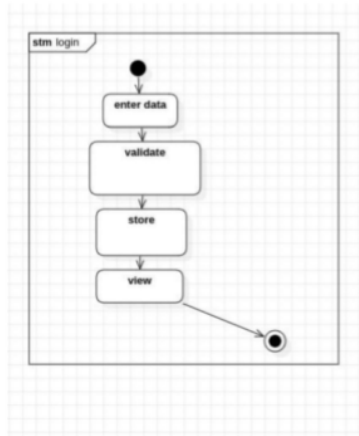 stm login
enter data
validate
store
view